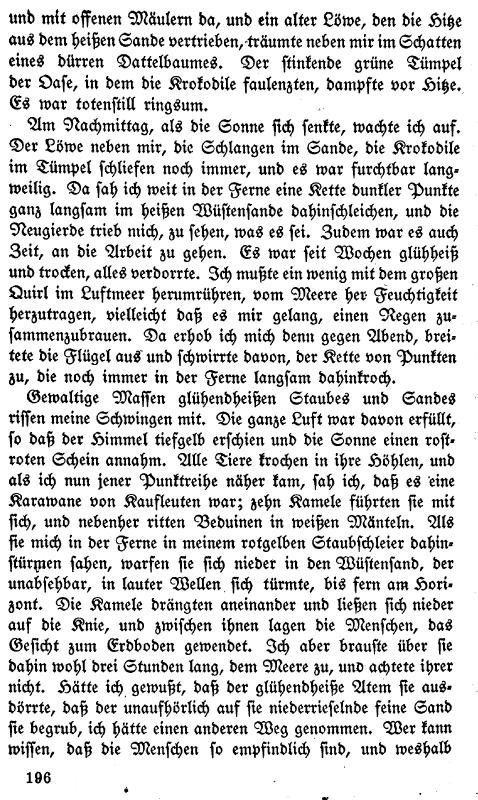 und mit offenen Mäulern da, und ein alter Löwe, den die Hitze
aus dem heißen Sande vertrieben, träumte neben mir im Schatten
eines dürren Dattelbaumes. Der stinkende grüne Tümpel
der Oase, in dem die Krokodile faulenzten, dampfte vor Hitze.
Es war totenstill ringsum.
Am Nachmittag, als die Sonne sich senkte, wachte ich auf.
Der Löwe neben mir, die Schlangen im Sande, die Krokodile
im Tümpel schliefen noch immer, und es war furchtbar lang-
weilig. Da sah ich weit in der Ferne eine Kette dunkler Punkte
ganz langsam im heißen Wüstensande dahinschleichen, und die
Neugierde trieb mich, zu sehen, was es sei. Zudem war es auch
Zeit, an die Arbeit zu gehen. Es war seit Wochen glühheiß
und trocken, alles verdorrte. Ich mußte ein wenig mit dem großen
Quirl im Luftmeer herumrühren, vom Meere her Feuchtigkeit
herzutragen, vielleicht daß es mir gelang, einen Regen zu-
sammenzubrauen. Da erhob ich mich denn gegen Abend, brei-
tete die Flügel aus und schwirrte davon, der Kette von Punkten
zu, die noch immer in der Ferne langsam dahinkroch.
Gewaltige Massen glühendheißen Staubes und Sandes
rissen meine Schwingen mit. Die ganze Luft war davon erfüllt,
so daß der Himmel tiefgelb erschien und die Sonne einen rost-
roten Schein annahm. Alle Tiere krochen in ihre Höhlen, und
als ich nun jener Punktreihe näher kam, sah ich, daß es eine
Karawane von Kaufleuten war; zehn Kamele führten sie mit
sich, und nebenher ritten Beduinen in weißen Mänteln. Als
sie mich in der Ferne in meinem rotgelben Staubschleier dahin-
stürmen sahen, warfen sie sich nieder in den Wüstensand, der
unabsehbar, in lauter Wellen sich türmte, bis fern am Hori-
zont. Die Kamele drängten aneinander und ließen sich nieder
auf die Knie, und zwischen ihnen lagen die Menschen, das
Gesicht zum Erdboden gewendet. Ich aber brauste über sie
dahin wohl drei Stunden lang, dem Meere zu, und achtete ihrer
nicht. Hätte ich gewußt, daß der glühendheiße Atem sie aus-
dörrte, daß der unaufhörlich auf sie niederrieselnde feine Sand
sie begrub, ich hätte einen anderen Weg genommen. Wer kann
wissen, daß die Menschen so empfindlich sind, und weshalb
196